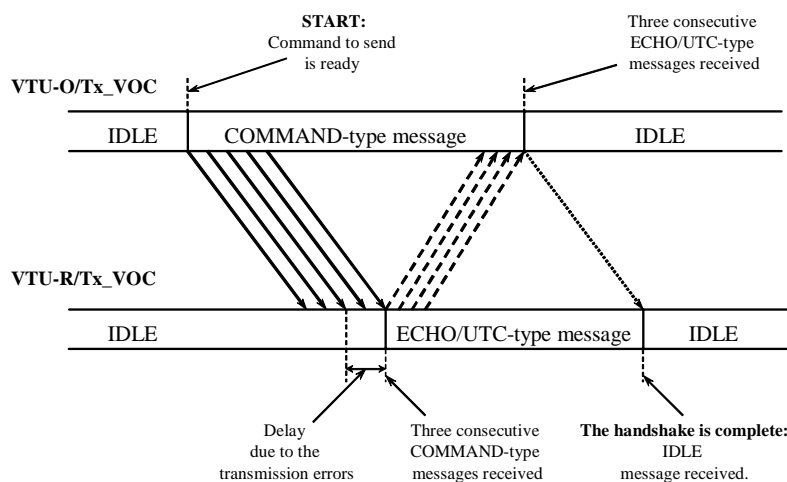 START:
Command to send
is ready
Three consecutive
ECHO/UTC-type
messages received
VTU-O/Tx_VOC
IDLE
COMMAND-type message
IDLE
VTU-R/Tx_VOC
IDLE
ECHO/UTC-type message
IDLE
Delay
due to the
transmission errors
Three consecutive
COMMAND-type
messages received
The handshake is complete:
IDLE
message received.